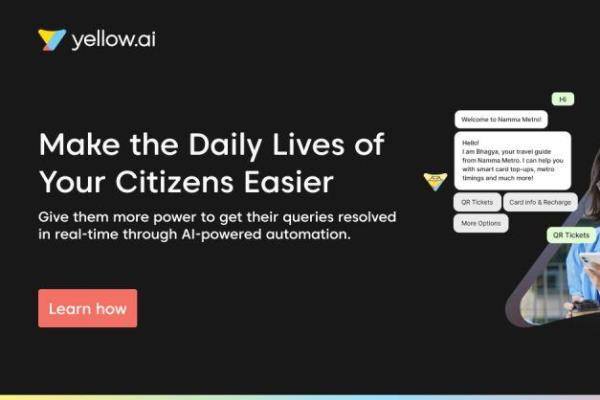 yellow.ai
Make the Daily Lives of
Your Citizens Easier
Give them more power to get their queries resolved
in real-time through AI-powered automation.
Learn how
Hi
Welcome to Namma Metro!
Hello!
I am Bhagya, your travel guide
from Namma Metro. I can help you
with smart card top-ups, metro
timings and much more!
QR Tickets
Card info & Recharge
More Options
QR Tickets